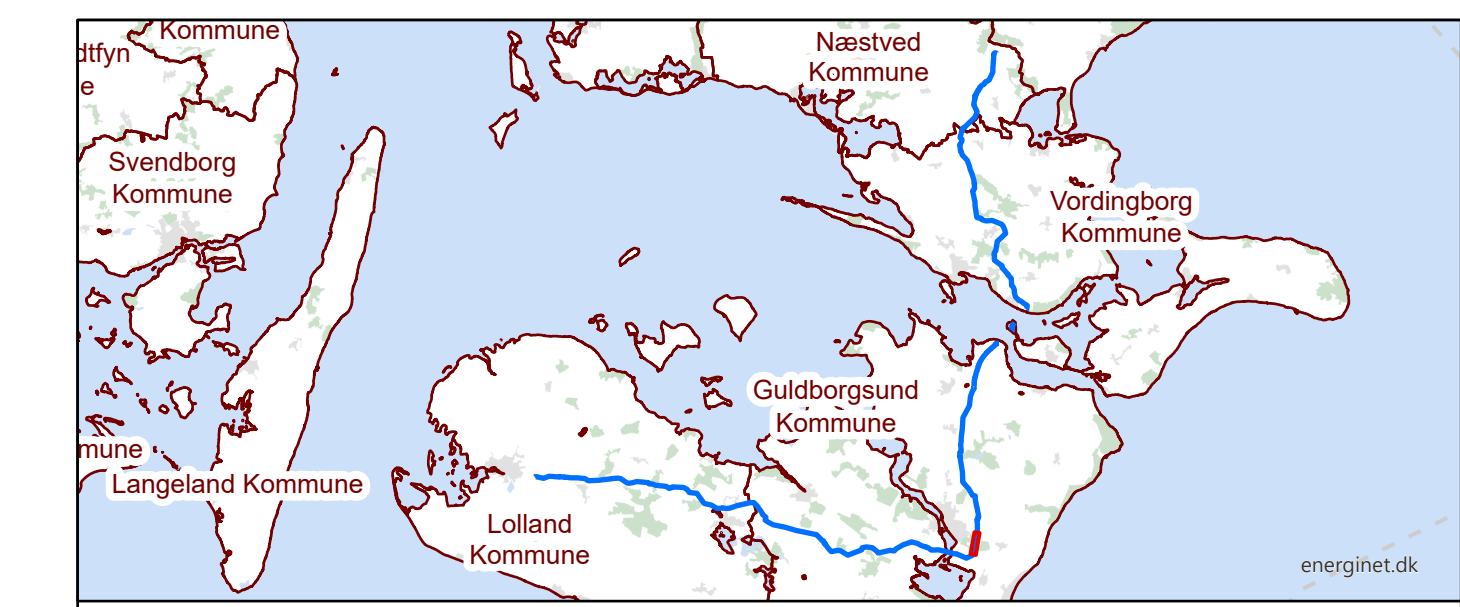 Kommune
dtfyn
e
Næstved
Kommune
Svendborg
Kommune
Vordingborg
Kommune
Guldborgsund
Kommune
mune
Langeland Kommune
Lolland
Kommune
energinet.dk